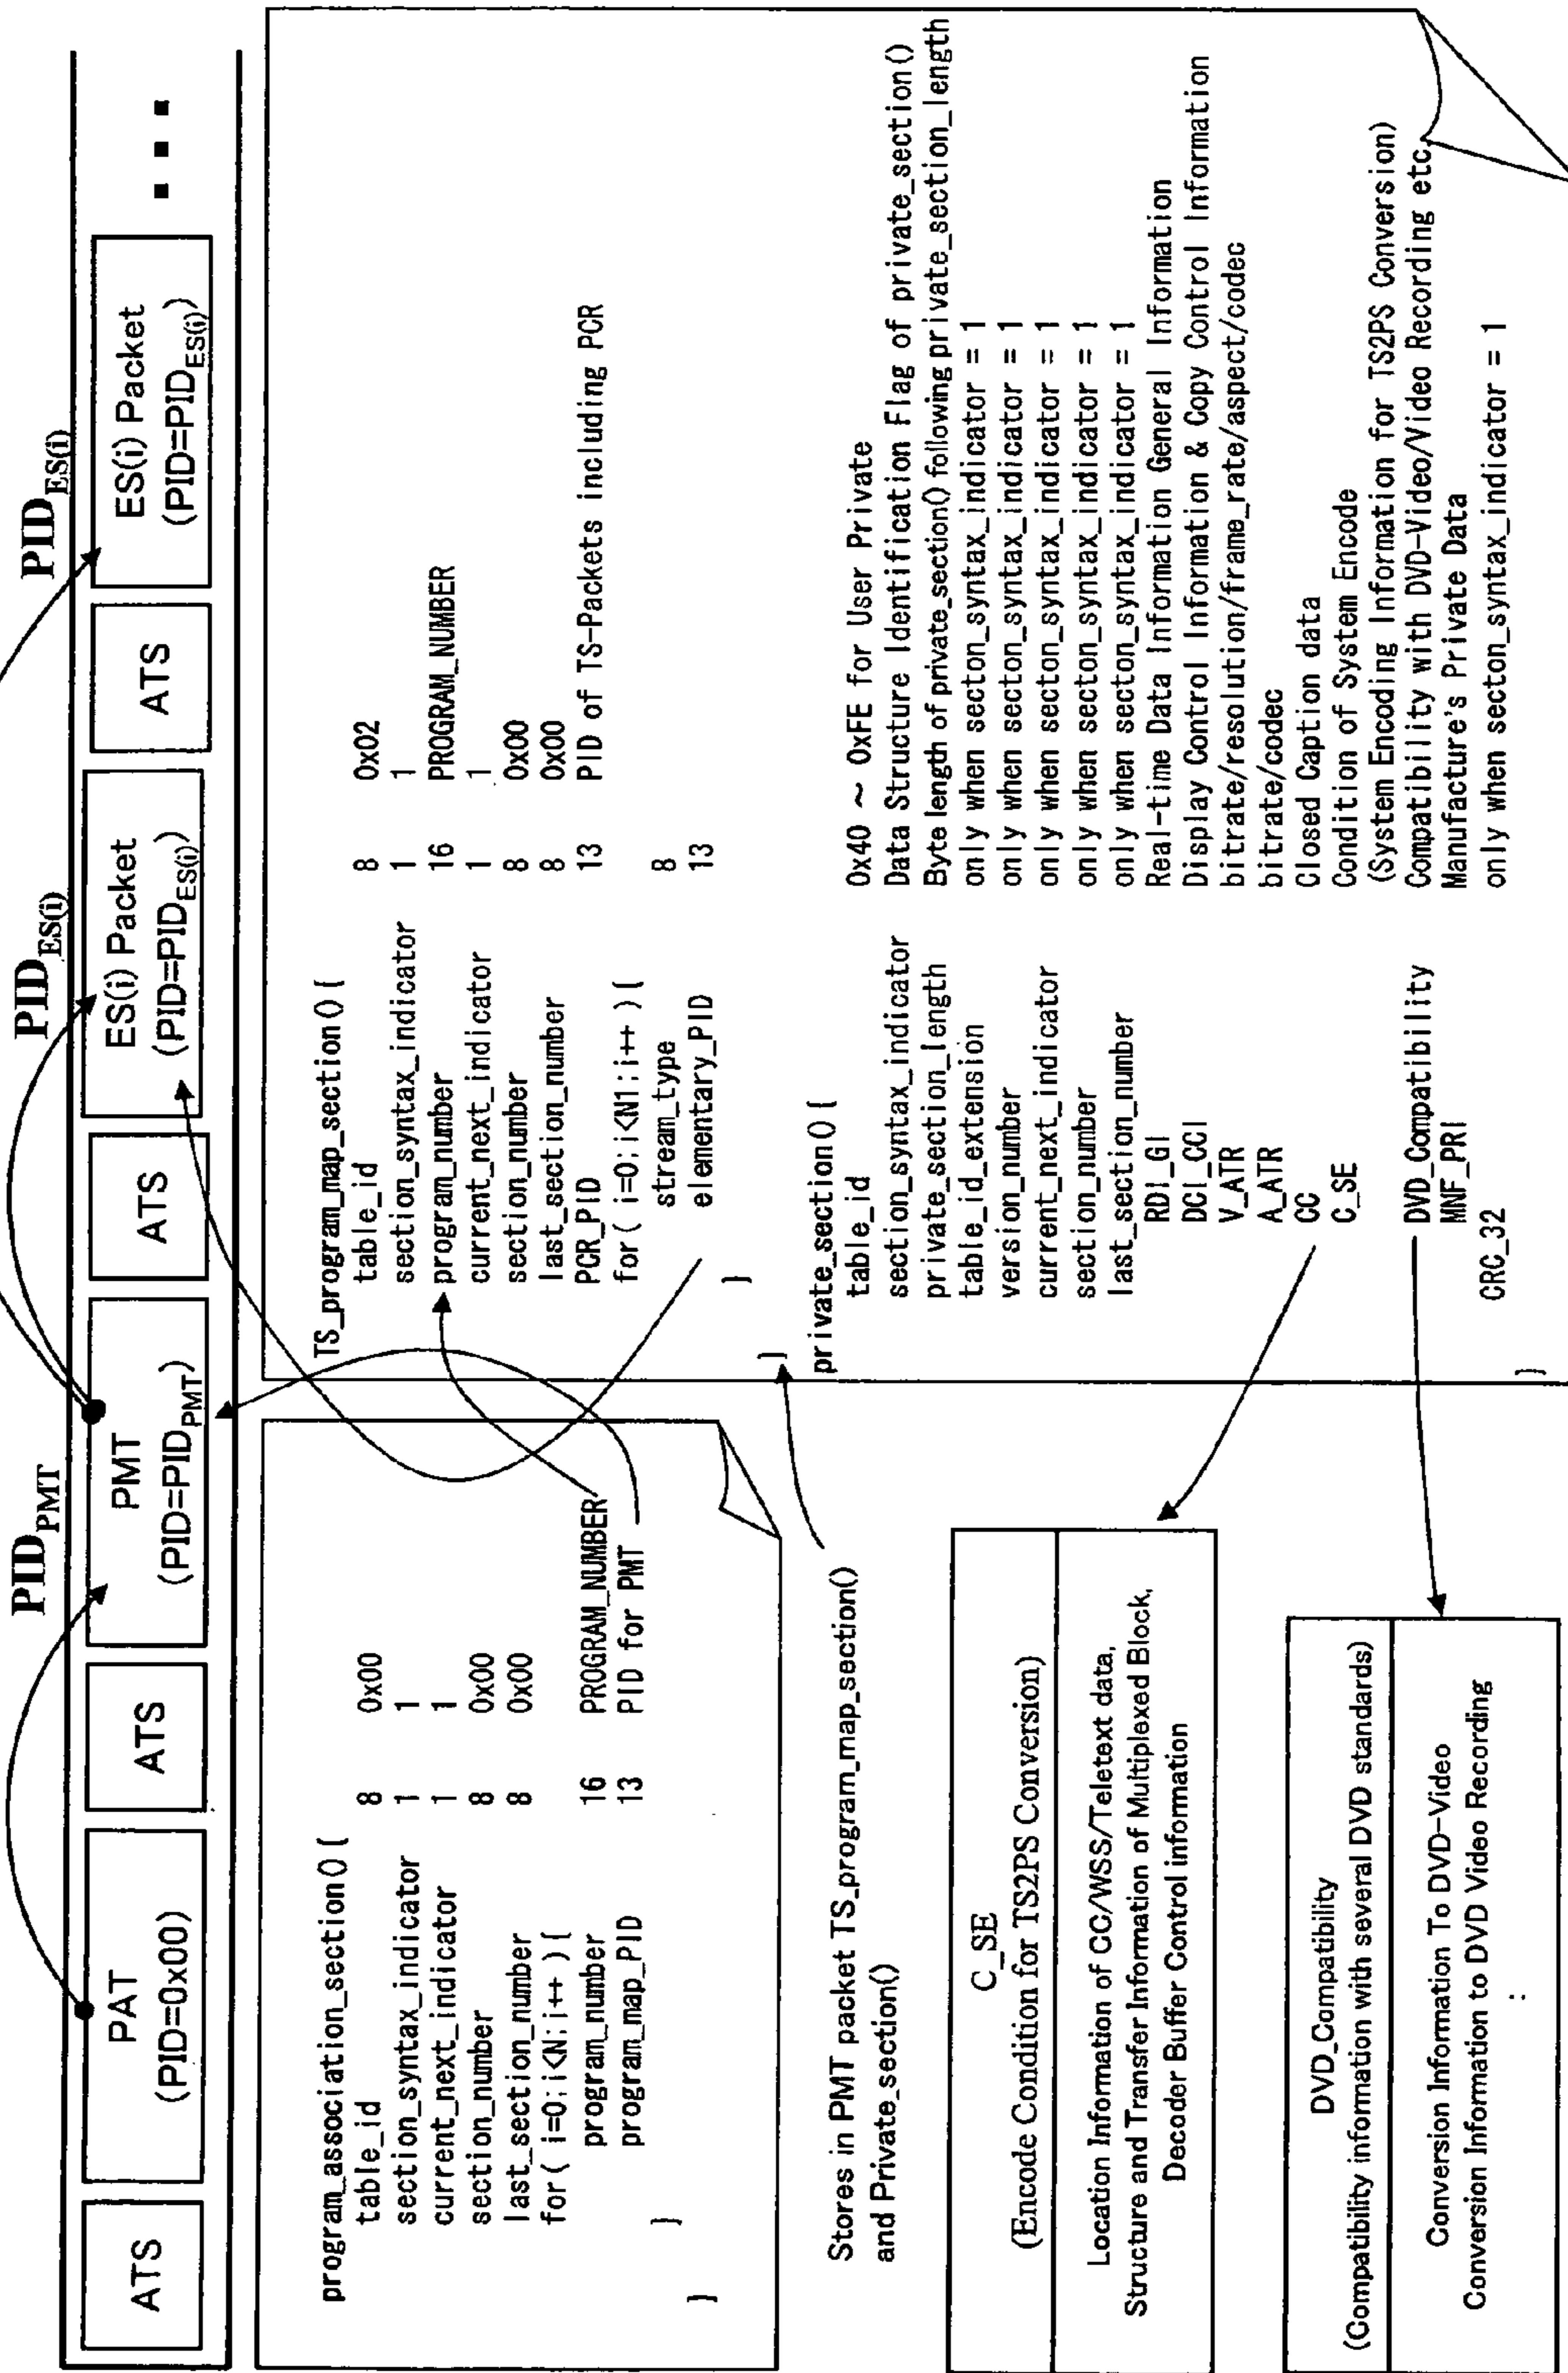 PID_PMT PID_ES(i) PID_ES(i)
ATS PAT ATS PMT ATS ES(i) Packet ATS ES(i) Packet
(PID=0x00) (PID=PID_PMT) (PID=PID_ES(i)) (PID=PID_ES(i))
program_association_section(){
table_id 8 0x00
section_syntax_indicator 1 1
current_next_indicator 1 1
section_number 8 0x00
last_section_number 8 0x00
for( i=0;i<N;i++ ){
program_number 16 PROGRAM_NUMBER
program_map_PID 13 PID for PMT
}
}
Stores in PMT packet TS_program_map_section()
and Private_section()
C_SE
(Encode Condition for TS2PS Conversion)
Location Information of CC/WSS/Teletext data,
Structure and Transfer Information of Multiplexed Block,
Decoder Buffer Control information
DVD_Compatibility
(Compatibility information with several DVD standards)
Conversion Information To DVD-Video
Conversion Information to DVD Video Recording
:
TS_program_map_section(){
table_id 8 0x02
section_syntax_indicator 1 1
program_number 16 PROGRAM_NUMBER
current_next_indicator 1 1
section_number 8 0x00
last_section_number 8 0x00
PCR_PID 13 PID of TS-Packets including PCR
for( i=0;i<N1;i++ ){
stream_type 8
elementary_PID 13
}
}
private_section(){
table_id 0x40 ~ 0xFE for User Private
section_syntax_indicator Data Structure Identification Flag of private_section()
private_section_length Byte length of private_section() following private_section_length
table_id_extension only when secton_syntax_indicator = 1
version_number only when secton_syntax_indicator = 1
current_next_indicator only when secton_syntax_indicator = 1
section_number only when secton_syntax_indicator = 1
last_section_number only when secton_syntax_indicator = 1
RDI_GI Real-time Data Information General Information
DCI_CCI Display Control Information & Copy Control Information
V_ATR bitrate/resolution/frame_rate/aspect/codec
A_ATR bitrate/codec
CC Closed Caption data
C_SE Condition of System Encode
(System Encoding Information for TS2PS Conversion)
DVD_Compatibility Compatibility with DVD-Video/Video Recording etc.
MNF_PRI Manufacture's Private Data
CRC_32 only when secton_syntax_indicator = 1
}